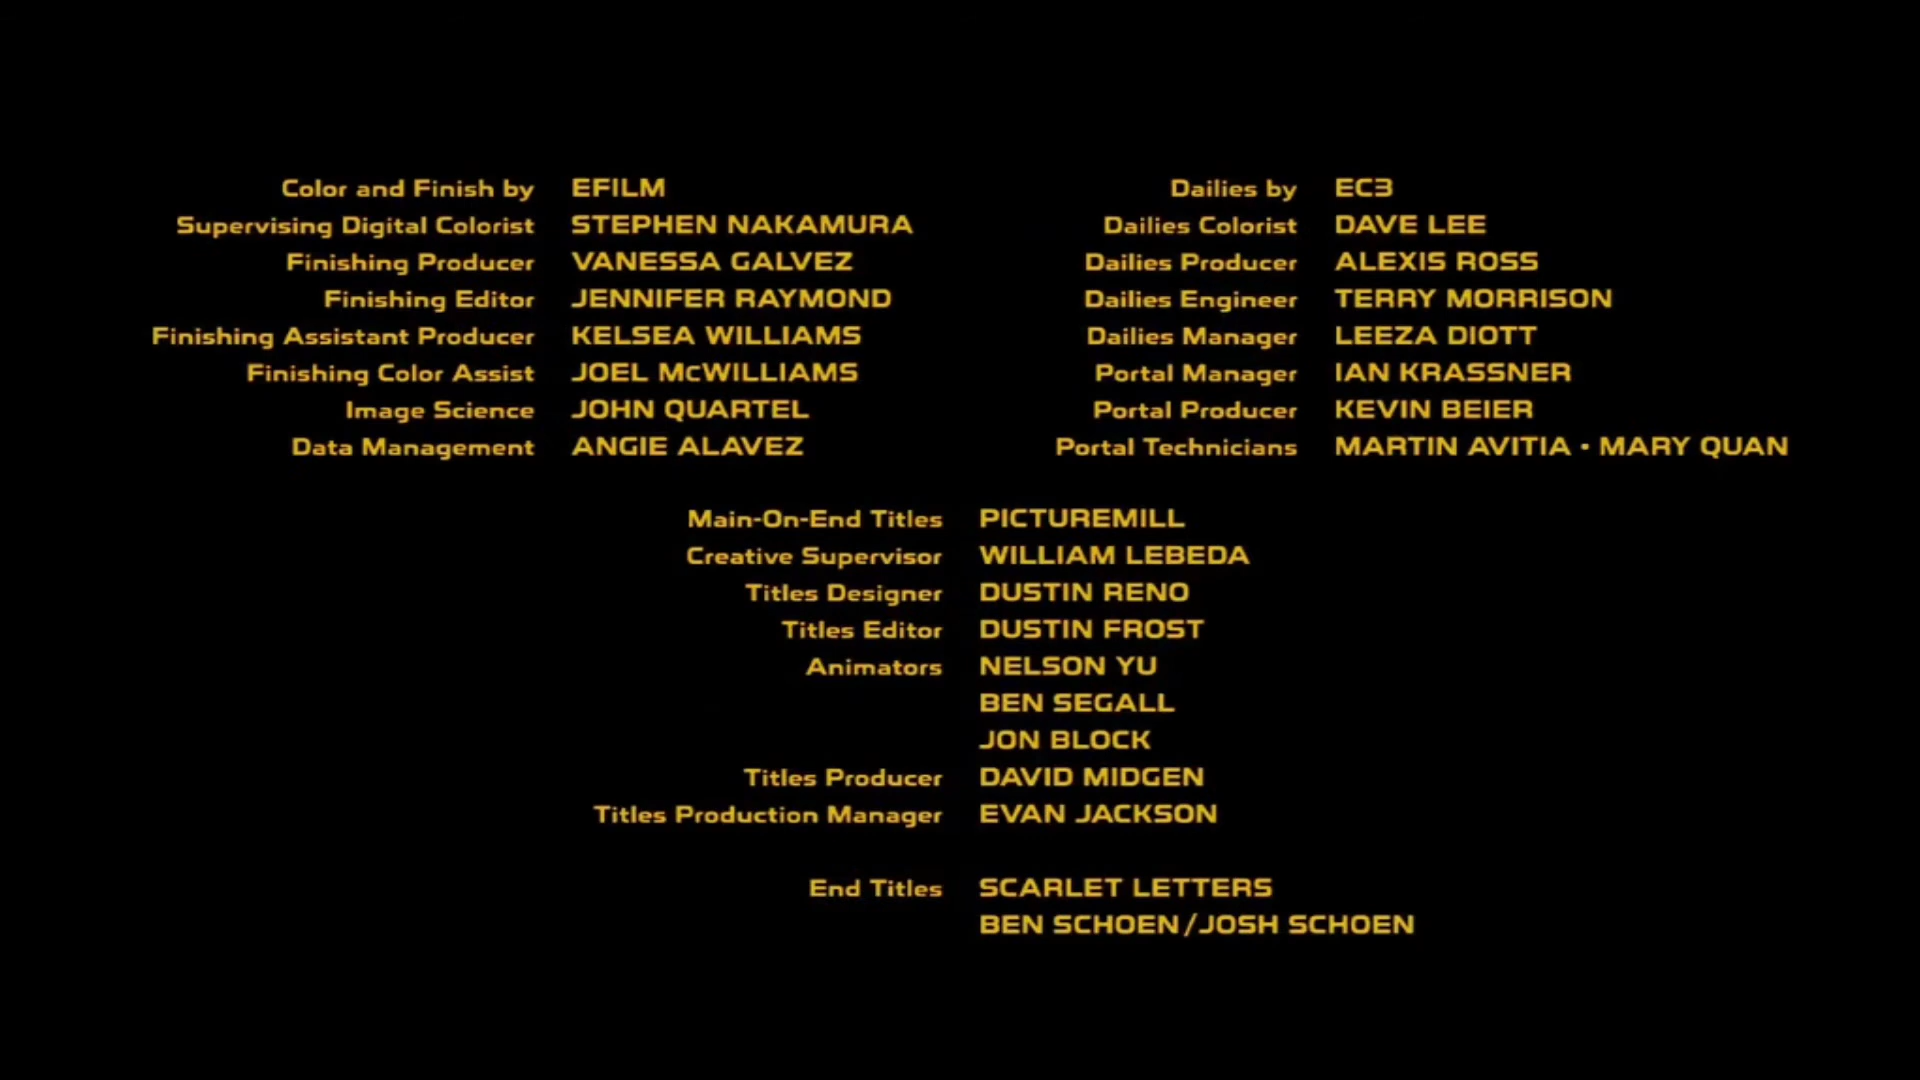 Color and Finish by EFILM
Supervising Digital Colorist STEPHEN NAKAMURA
Finishing Producer VANESSA GALVEZ
Finishing Editor JENNIFER RAYMOND
Finishing Assistant Producer KELSEA WILLIAMS
Finishing Color Assist JOEL McWILLIAMS
Image Science JOHN QUARTEL
Data Management ANGIE ALAVEZ
Dailies by EC3
Dailies Colorist DAVE LEE
Dailies Producer ALEXIS ROSS
Dailies Engineer TERRY MORRISON
Dailies Manager LEEZA DIOTT
Portal Manager IAN KRASSNER
Portal Producer KEVIN BEIER
Portal Technicians MARTIN AVITIA • MARY QUAN
Main-On-End Titles PICTUREMILL
Creative Supervisor WILLIAM LEBEDA
Titles Designer DUSTIN RENO
Titles Editor DUSTIN FROST
Animators NELSON YU
BEN SEGALL
JON BLOCK
Titles Producer DAVID MIDGEN
Titles Production Manager EVAN JACKSON
End Titles SCARLET LETTERS
BEN SCHOEN/JOSH SCHOEN